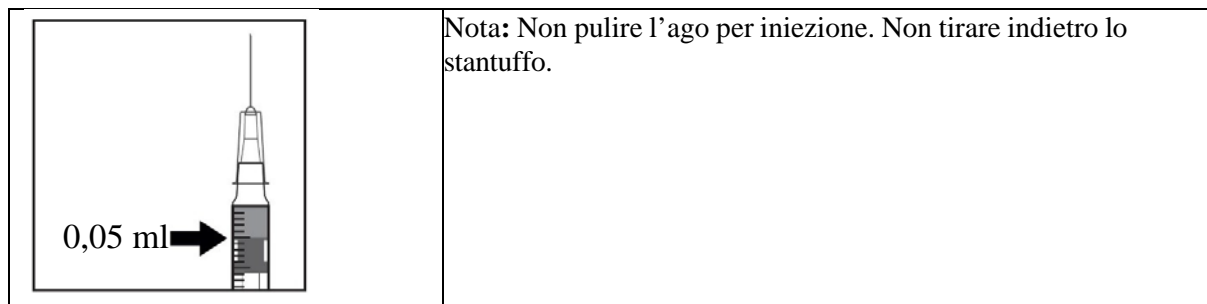 Nota: Non pulire l’ago per iniezione. Non tirare indietro lo
stantuffo.
0,05 ml